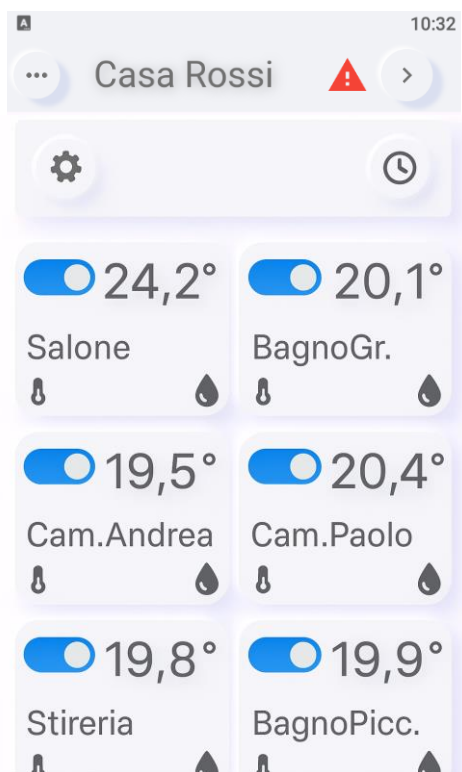 A
10:32
Casa Rossi
24,2°
20,1°
Salone
BagnoGr.
19,5°
20,4°
Cam.Andrea
Cam.Paolo
19,8°
19,9°
Stireria
BagnoPicc.